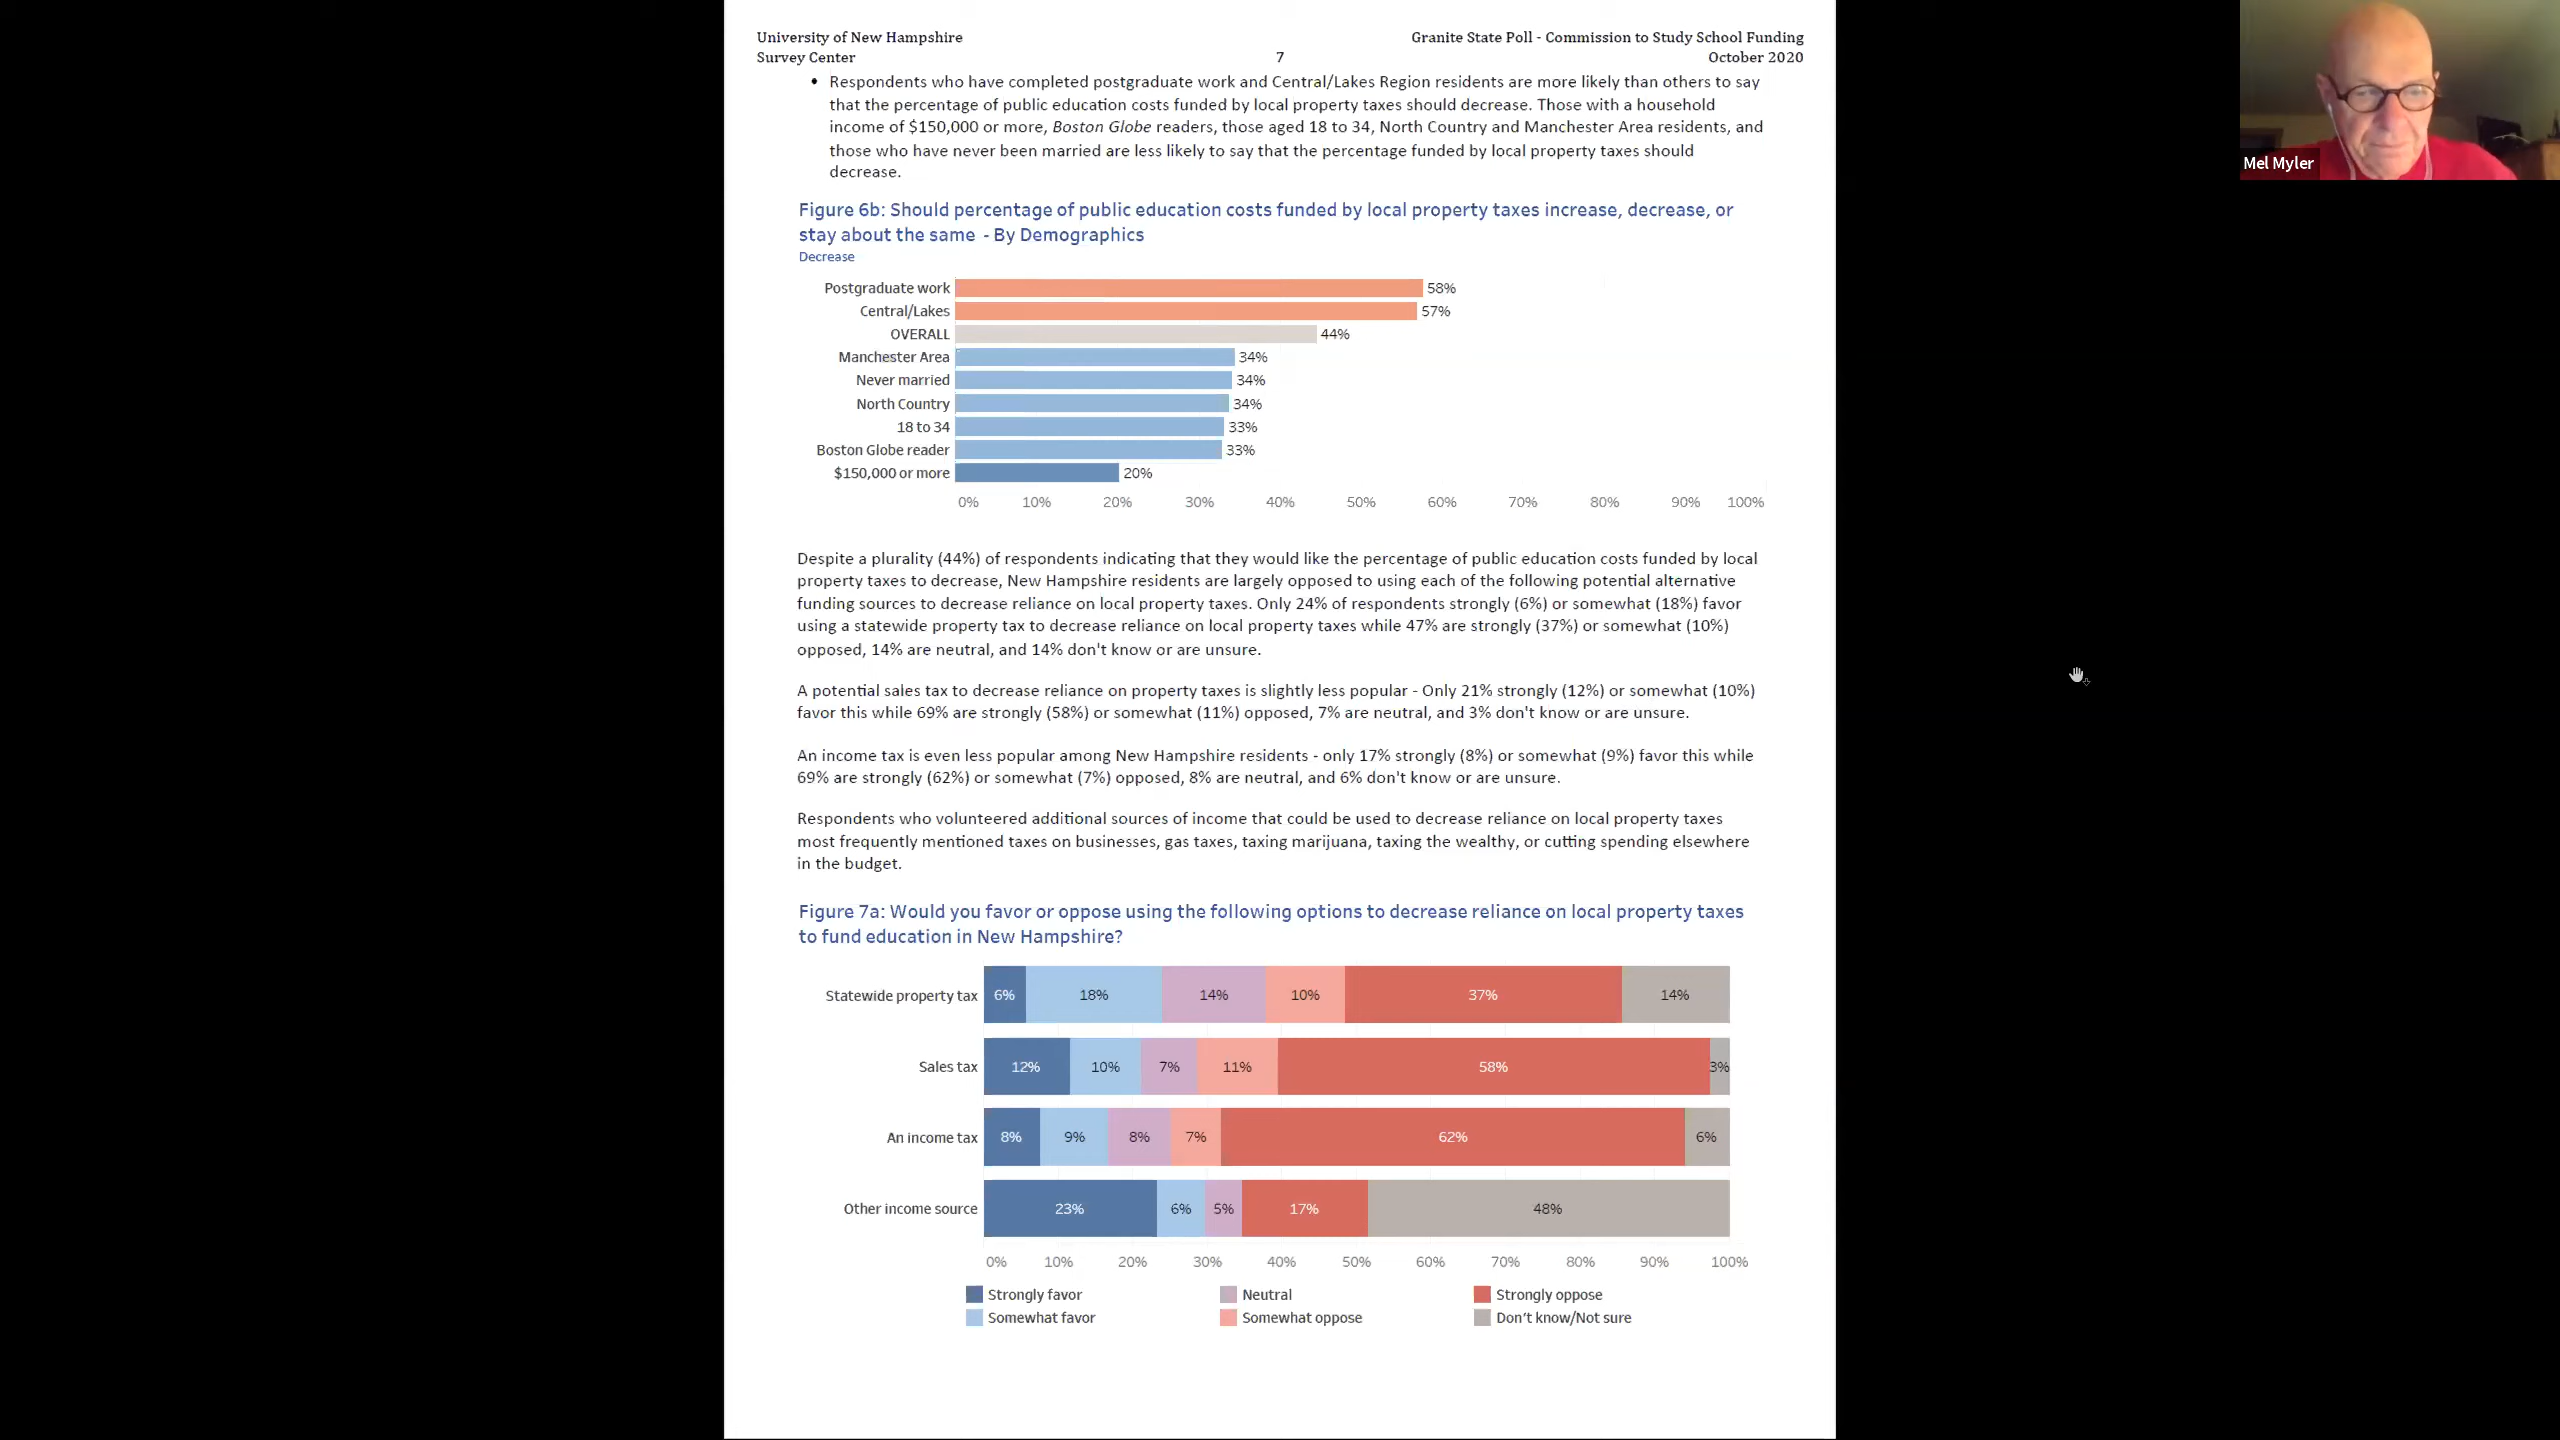 University of New Hampshire
Survey Center
7
Granite State Poll - Commission to Study School Funding
October 2020
• Respondents who have completed postgraduate work and Central/Lakes Region residents are more likely than others to say
that the percentage of public education costs funded by local property taxes should decrease. Those with a household
income of $150,000 or more, Boston Globe readers, those aged 18 to 34, North Country and Manchester Area residents, and
those who have never been married are less likely to say that the percentage funded by local property taxes should
decrease.
Mel Myler
Figure 6b: Should percentage of public education costs funded by local property taxes increase, decrease, or
stay about the same - By Demographics
Decrease
Postgraduate work 58%
Central/Lakes 57%
OVERALL 44%
Manchester Area 34%
Never married 34%
North Country 34%
18 to 34 33%
Boston Globe reader 33%
$150,000 or more 20%
0% 10% 20% 30% 40% 50% 60% 70% 80% 90% 100%
Despite a plurality (44%) of respondents indicating that they would like the percentage of public education costs funded by local
property taxes to decrease, New Hampshire residents are largely opposed to using each of the following potential alternative
funding sources to decrease reliance on local property taxes. Only 24% of respondents strongly (6%) or somewhat (18%) favor
using a statewide property tax to decrease reliance on local property taxes while 47% are strongly (37%) or somewhat (10%)
opposed, 14% are neutral, and 14% don't know or are unsure.
A potential sales tax to decrease reliance on property taxes is slightly less popular - Only 21% strongly (12%) or somewhat (10%)
favor this while 69% are strongly (58%) or somewhat (11%) opposed, 7% are neutral, and 3% don't know or are unsure.
An income tax is even less popular among New Hampshire residents - only 17% strongly (8%) or somewhat (9%) favor this while
69% are strongly (62%) or somewhat (7%) opposed, 8% are neutral, and 6% don't know or are unsure.
Respondents who volunteered additional sources of income that could be used to decrease reliance on local property taxes
most frequently mentioned taxes on businesses, gas taxes, taxing marijuana, taxing the wealthy, or cutting spending elsewhere
in the budget.
Figure 7a: Would you favor or oppose using the following options to decrease reliance on local property taxes
to fund education in New Hampshire?
Statewide property tax 6% 18% 14% 10% 37% 14%
Sales tax 12% 10% 7% 11% 58% 3%
An income tax 8% 9% 8% 7% 62% 6%
Other income source 23% 6% 5% 17% 48%
0% 10% 20% 30% 40% 50% 60% 70% 80% 90% 100%
Strongly favor Neutral Strongly oppose
Somewhat favor Somewhat oppose Don't know/Not sure